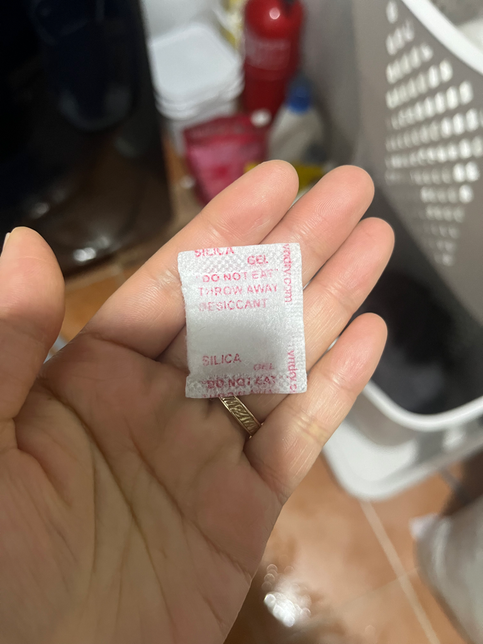 SILICA
GEL
DO NOT EAT
THROW AWAY
DESICCANT
SILICA
GEL
DO NOT EAT